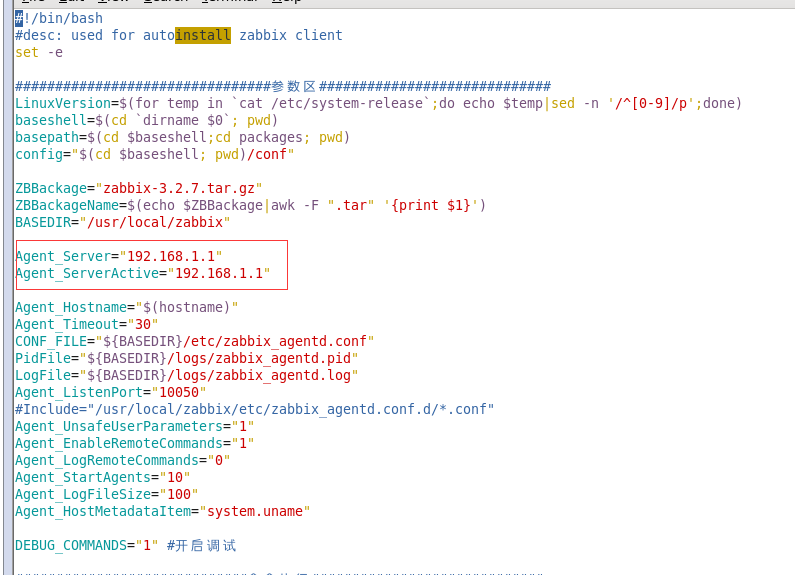 #!/bin/bash
#desc: used for autoinstall zabbix client
set -e
################################参数区#############################
LinuxVersion=$(for temp in `cat /etc/system-release`;do echo $temp|sed -n '/^[0-9]/p';done)
baseshell=$(cd `dirname $0`; pwd)
basepath=$(cd $baseshell;cd packages; pwd)
config="$(cd $baseshell; pwd)/conf"
ZBBackage="zabbix-3.2.7.tar.gz"
ZBBackageName=$(echo $ZBBackage|awk -F ".tar" '{print $1}')
BASEDIR="/usr/local/zabbix"
Agent_Server="192.168.1.1"
Agent_ServerActive="192.168.1.1"
Agent_Hostname="$(hostname)"
Agent_Timeout="30"
CONF_FILE="${BASEDIR}/etc/zabbix_agentd.conf"
PidFile="${BASEDIR}/logs/zabbix_agentd.pid"
LogFile="${BASEDIR}/logs/zabbix_agentd.log"
Agent_ListenPort="10050"
#Include="/usr/local/zabbix/etc/zabbix_agentd.conf.d/*.conf"
Agent_UnsafeUserParameters="1"
Agent_EnableRemoteCommands="1"
Agent_LogRemoteCommands="0"
Agent_StartAgents="10"
Agent_LogFileSize="100"
Agent_HostMetadataItem="system.uname"
DEBUG_COMMANDS="1" #开启调试